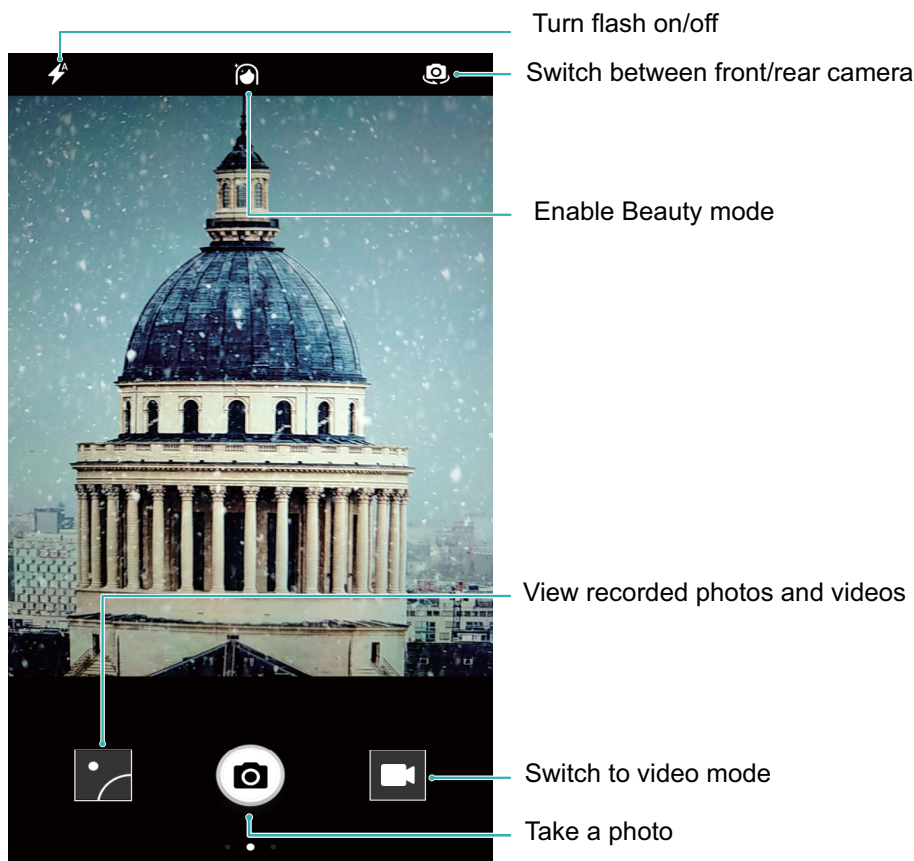 Turn flash on/off
A
Switch between front/rear camera
Enable Beauty mode
View recorded photos and videos
Switch to video mode
Take a photo